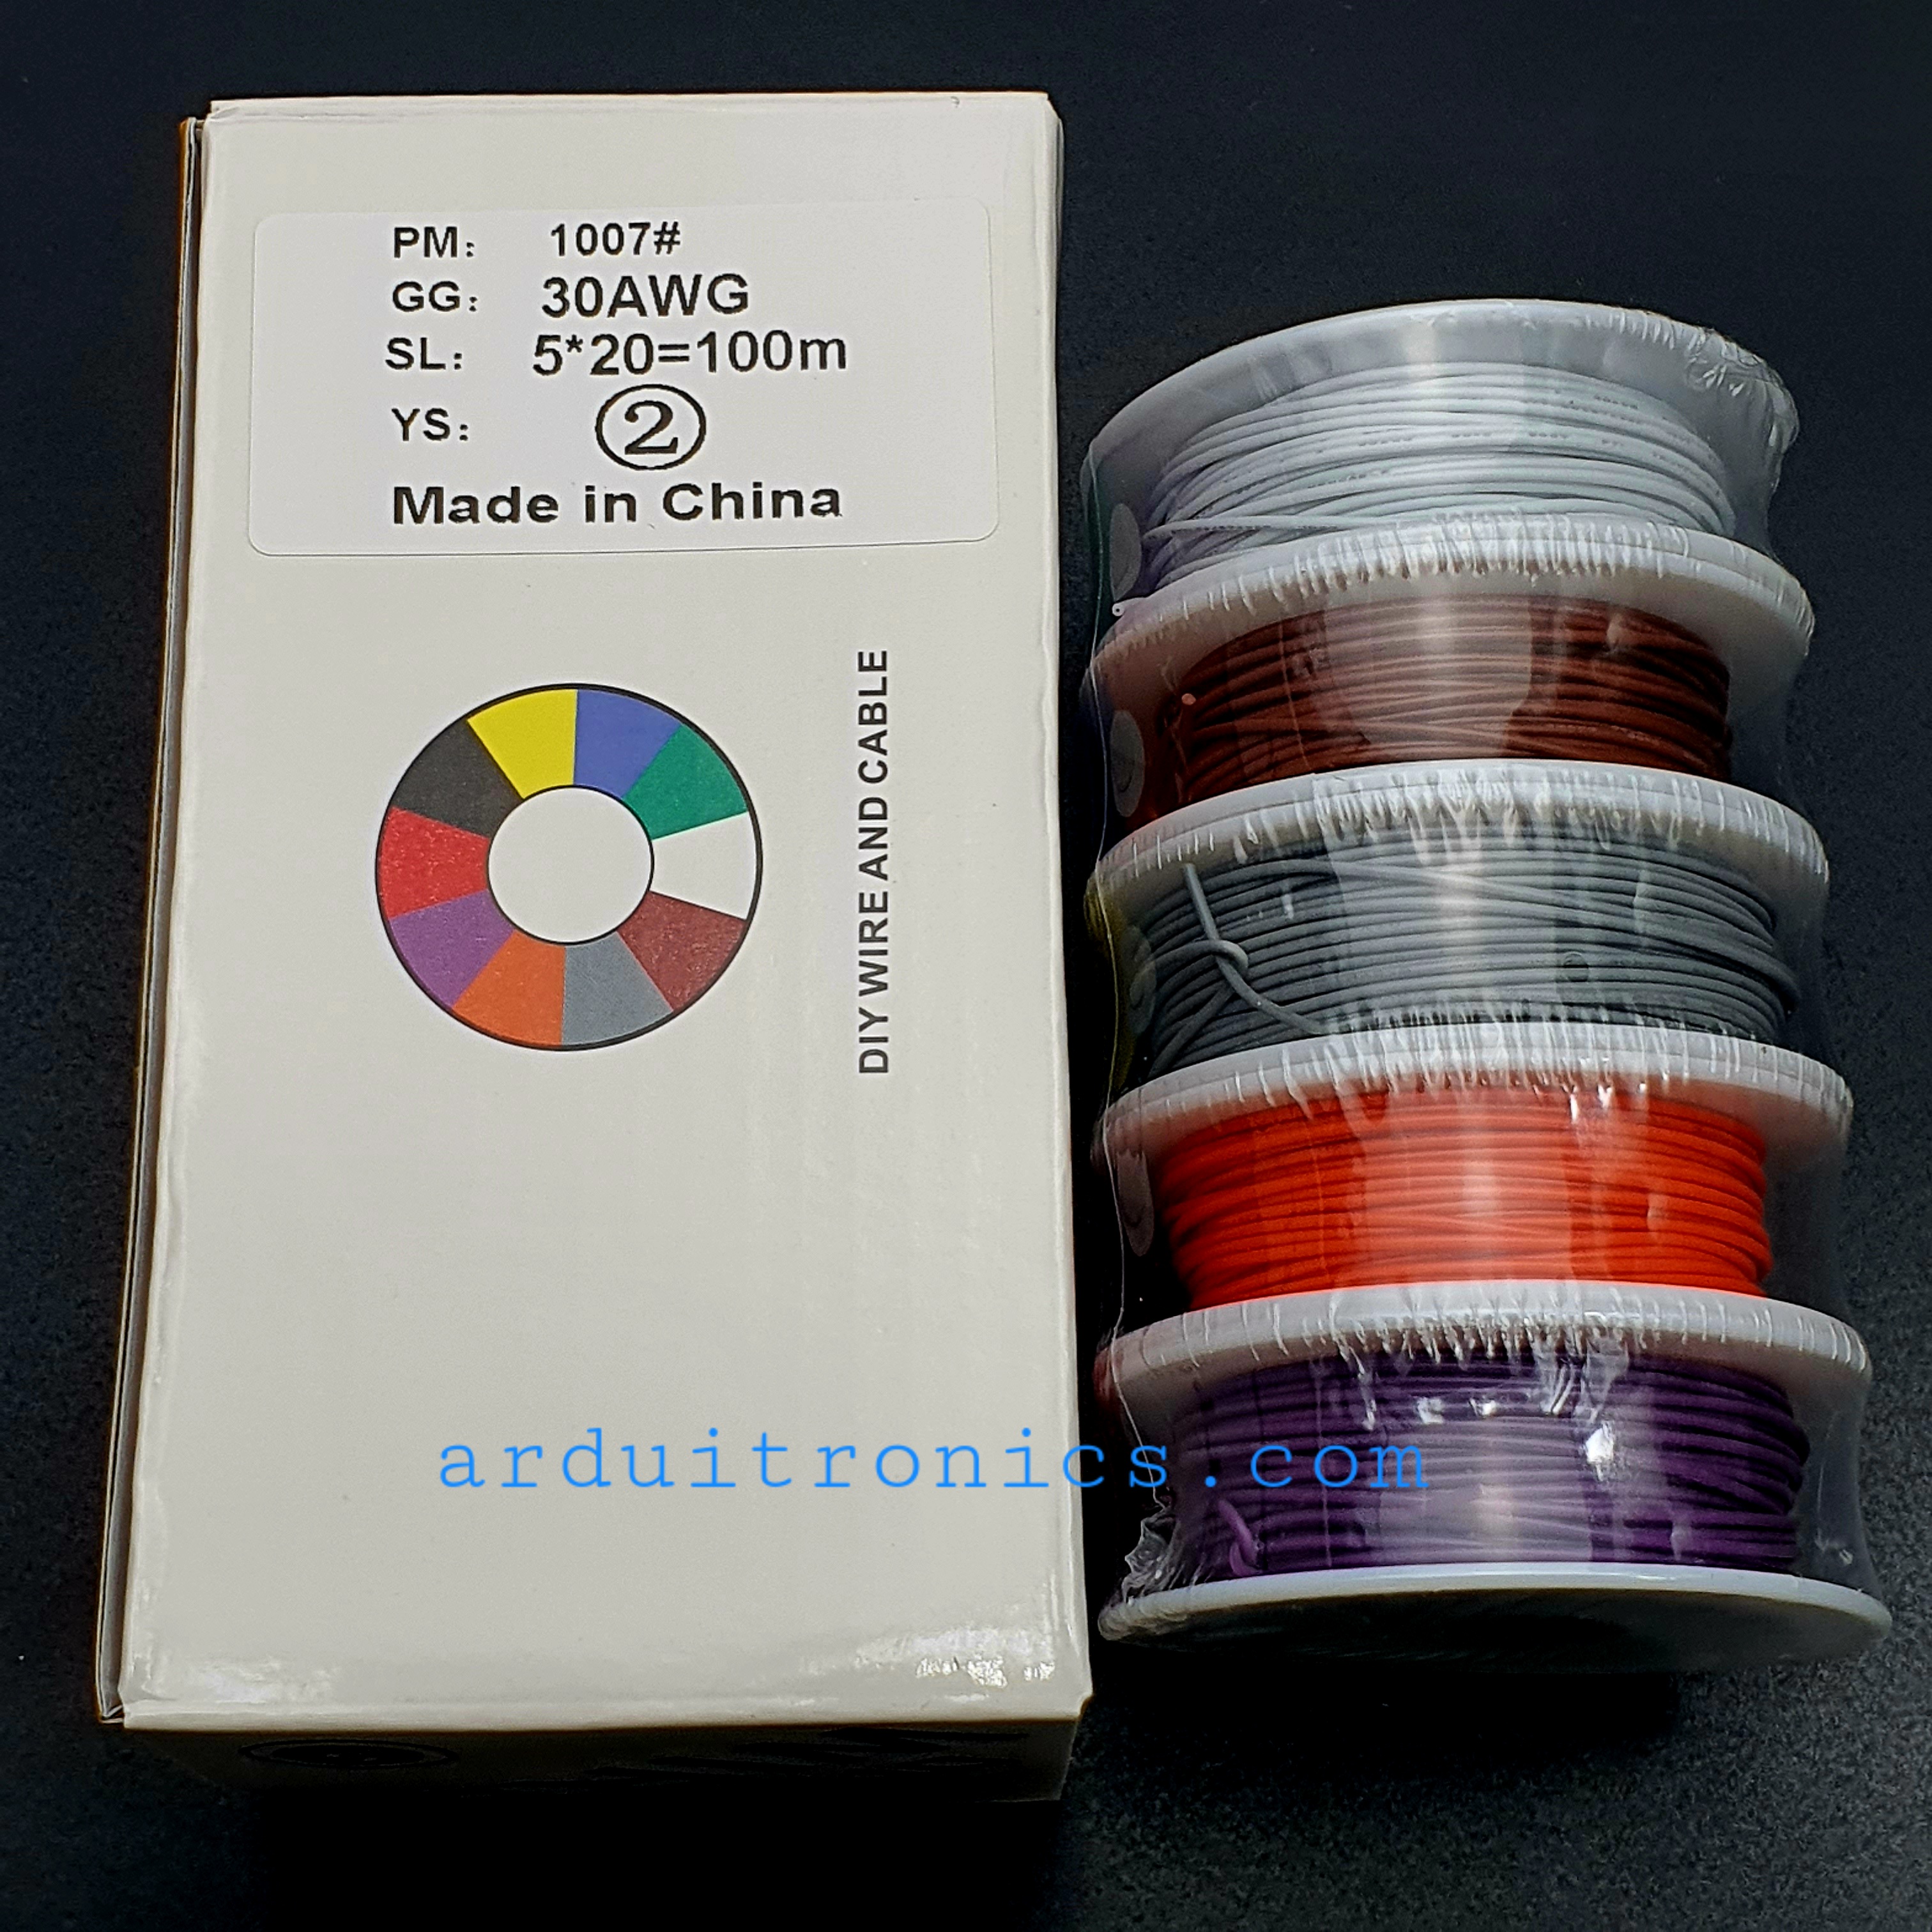 PM： 1007#
GG： 30AWG
SL： 5*20=100m
YS： ②
Made in China
DIY WIRE AND CABLE
arduitronics.com